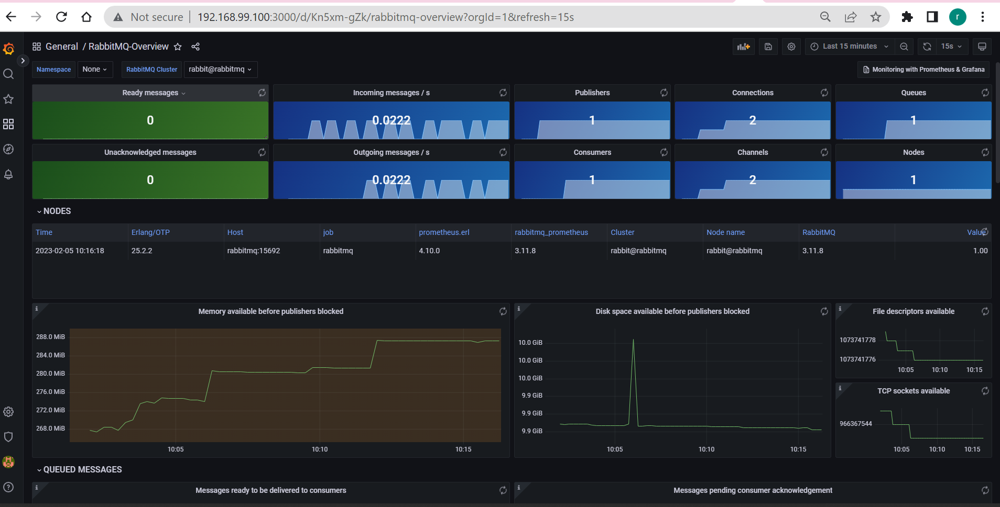 Not secure | 192.168.99.100:3000/d/Kn5xm-gZk/rabbitmq-overview?orgId=1&refresh=15s
r
General / RabbitMQ-Overview
Last 15 minutes
15s
Namespace None RabbitMQ Cluster rabbit@rabbitmq
Monitoring with Prometheus & Grafana
Ready messages
0
Incoming messages / s
0.0222
Publishers
1
Connections
2
Queues
1
Unacknowledged messages
0
Outgoing messages / s
0.0222
Consumers
1
Channels
2
Nodes
1
NODES
Time Erlang/OTP Host job prometheus.erl rabbitmq_prometheus Cluster Node name RabbitMQ Value
2023-02-05 10:16:18 25.2.2 rabbitmq:15692 rabbitmq 4.10.0 3.11.8 rabbit@rabbitmq rabbit@rabbitmq 3.11.8 1.00
Memory available before publishers blocked
288.0 MiB
284.0 MiB
280.0 MiB
276.0 MiB
272.0 MiB
268.0 MiB
10:05 10:10 10:15
Disk space available before publishers blocked
10.0 GiB
10.0 GiB
10.0 GiB
9.9 GiB
9.9 GiB
9.9 GiB
10:05 10:10 10:15
File descriptors available
1073741778
1073741776
10:05 10:10 10:15
TCP sockets available
966367544
10:05 10:10 10:15
QUEUED MESSAGES
Messages ready to be delivered to consumers
Messages pending consumer acknowledgement